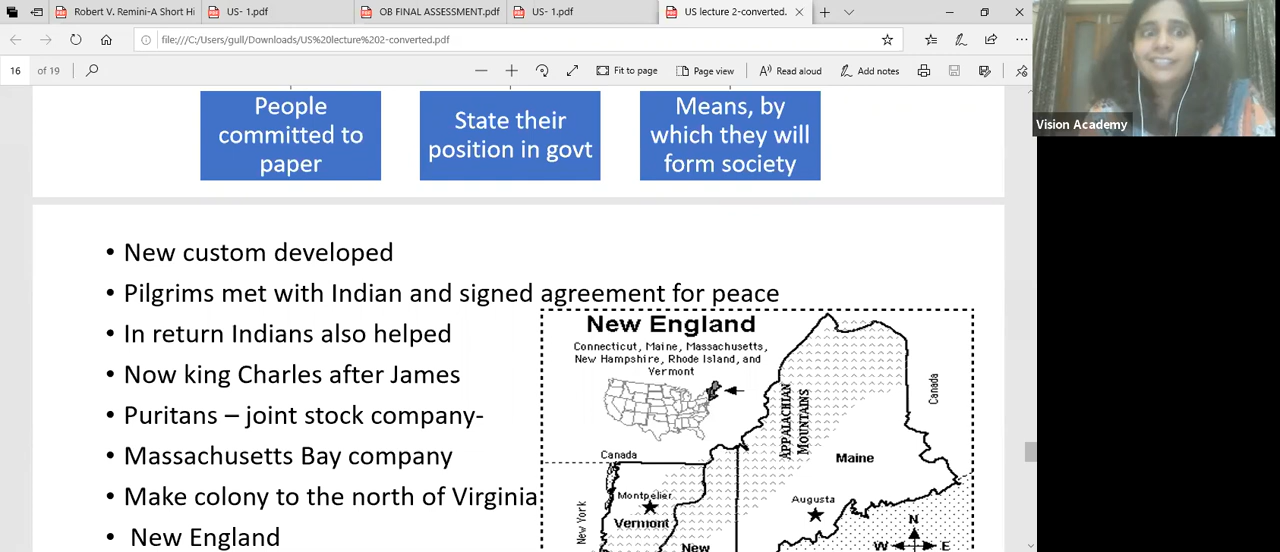 Robert V. Remini-A Short Hi
US- 1.pdf
OB FINAL ASSESSMENT.pdf
US- 1.pdf
US lecture 2-converted.
file:///C:/Users/gull/Downloads/US%20lecture%202-converted.pdf
16 of 19
Fit to page
Page view
Read aloud
Add notes
Vision Academy
People
committed to
paper
State their
position in govt
Means, by
which they will
form society
• New custom developed
• Pilgrims met with Indian and signed agreement for peace
• In return Indians also helped
• Now king Charles after James
• Puritans – joint stock company-
• Massachusetts Bay company
• Make colony to the north of Virginia
• New England
New England
Connecticut, Maine, Massachusetts,
New Hampshire, Rhode Island, and
Vermont
Canada
APPALACHIAN
MOUNTAINS
Canada
Maine
Montpelier
Augusta
Vermont
New York
New
N
W
E